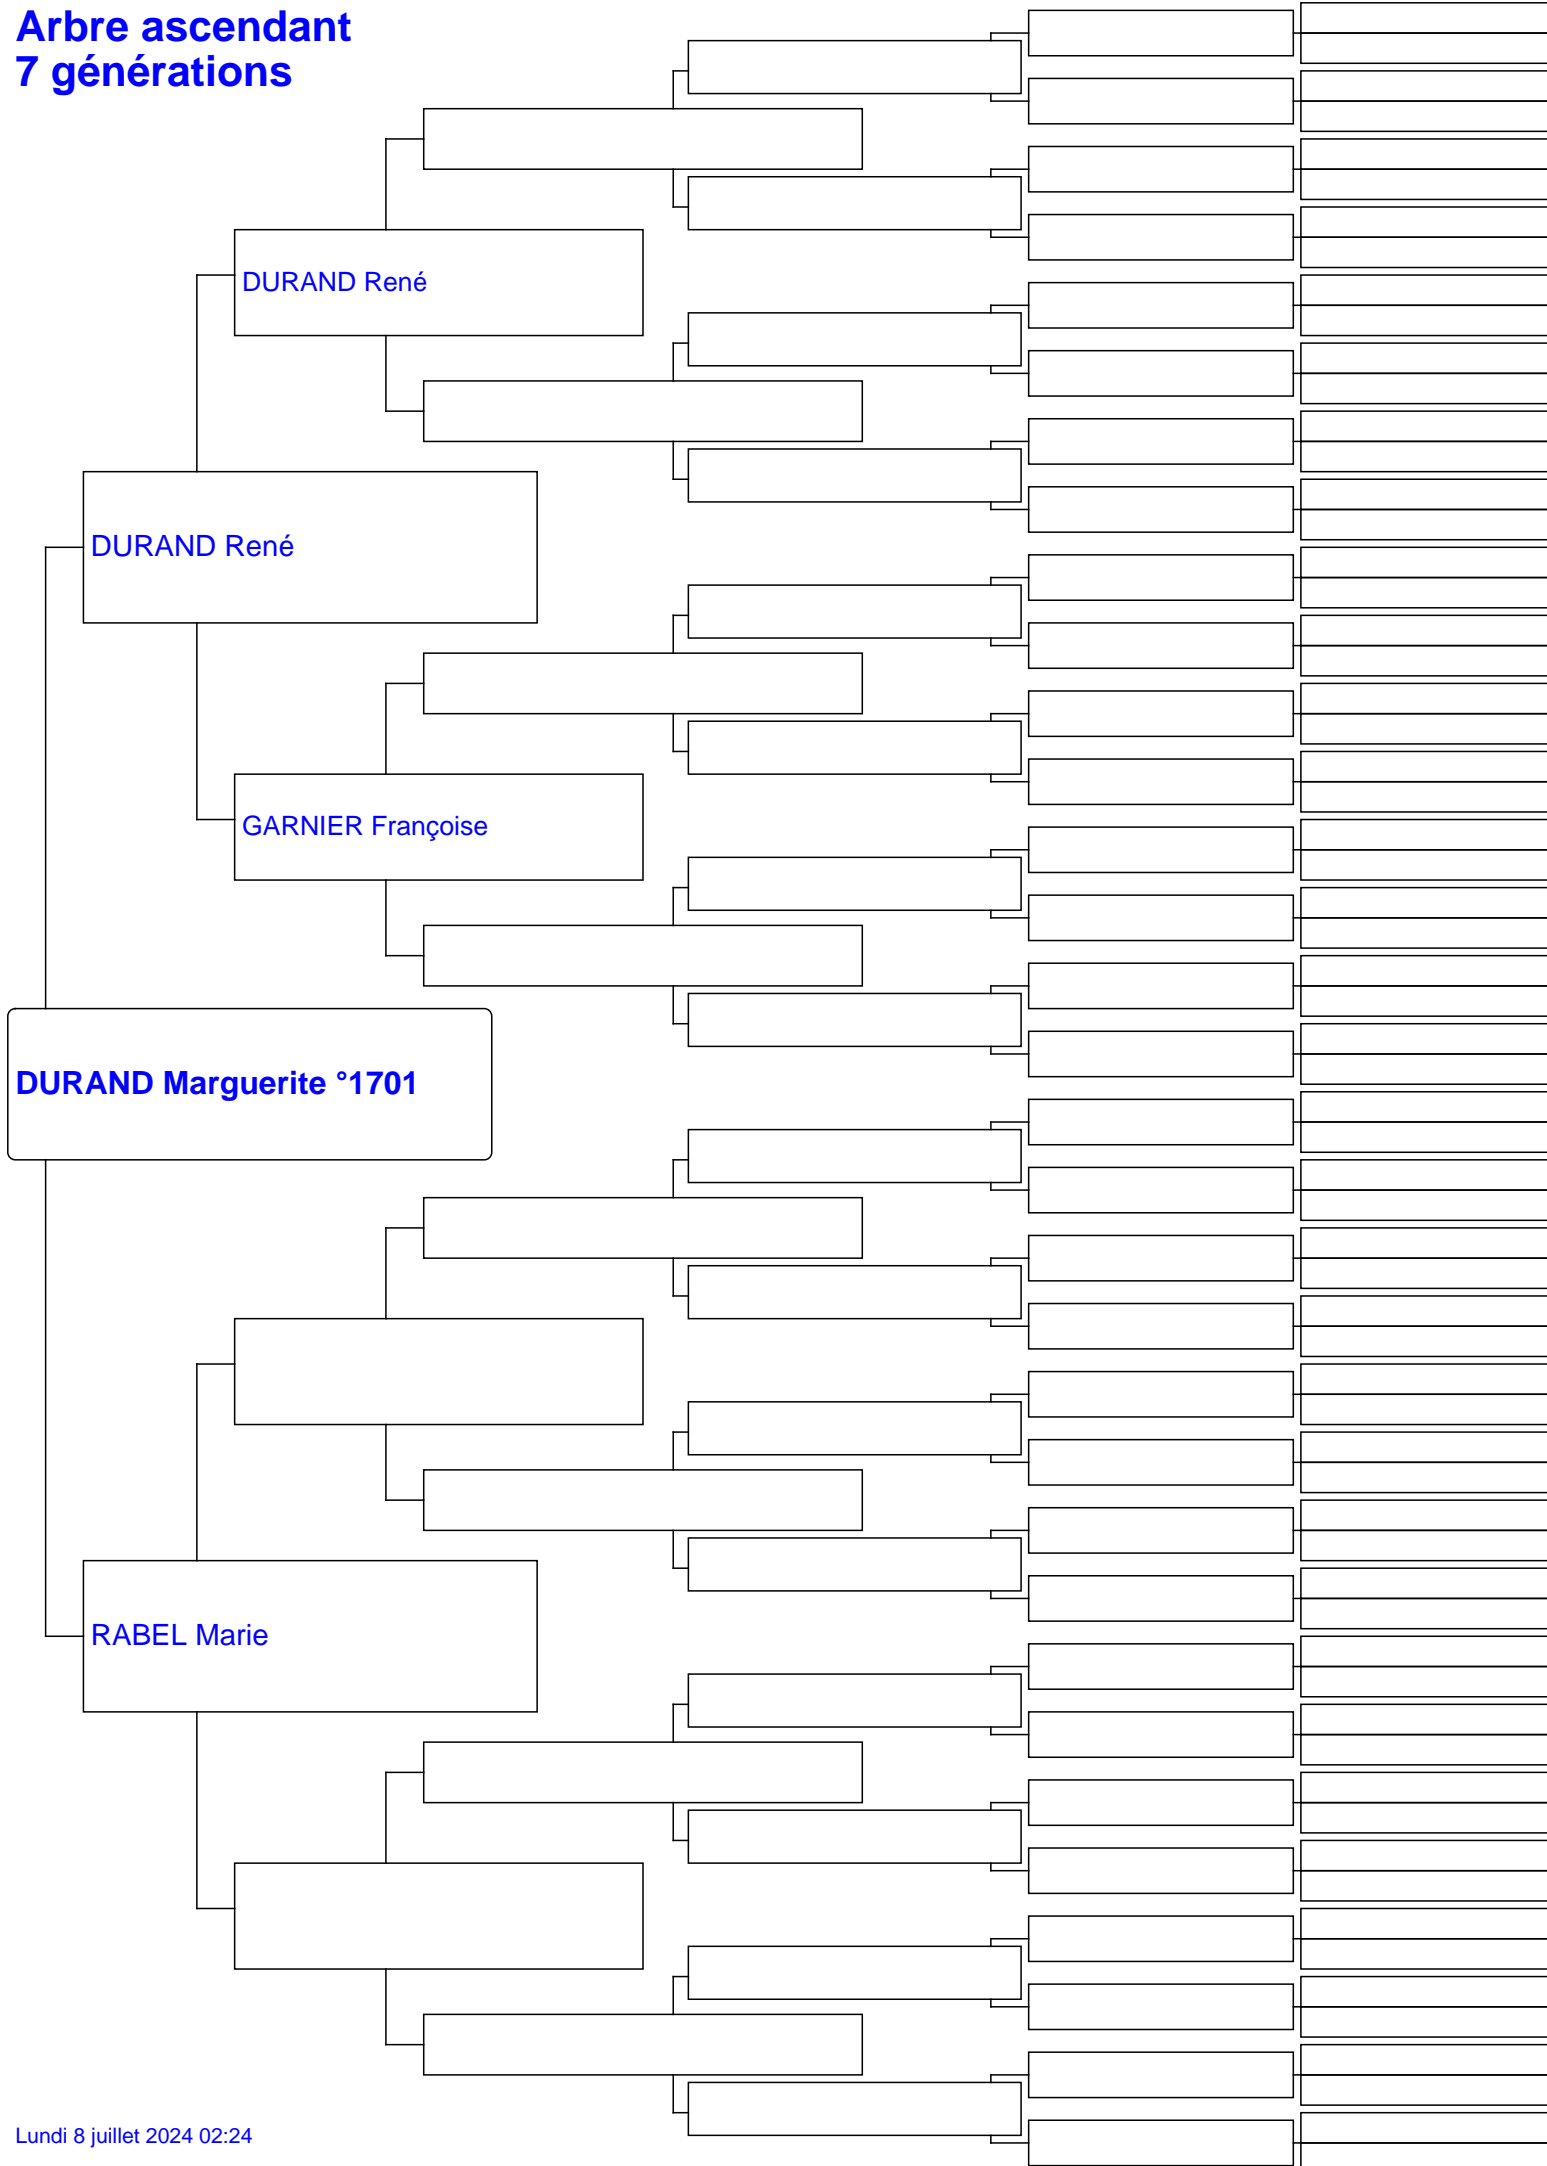 Arbre ascendant
7 générations
DURAND René
DURAND René
GARNIER Françoise
DURAND Marguerite °1701
RABEL Marie
Lundi 8 juillet 2024 02:24